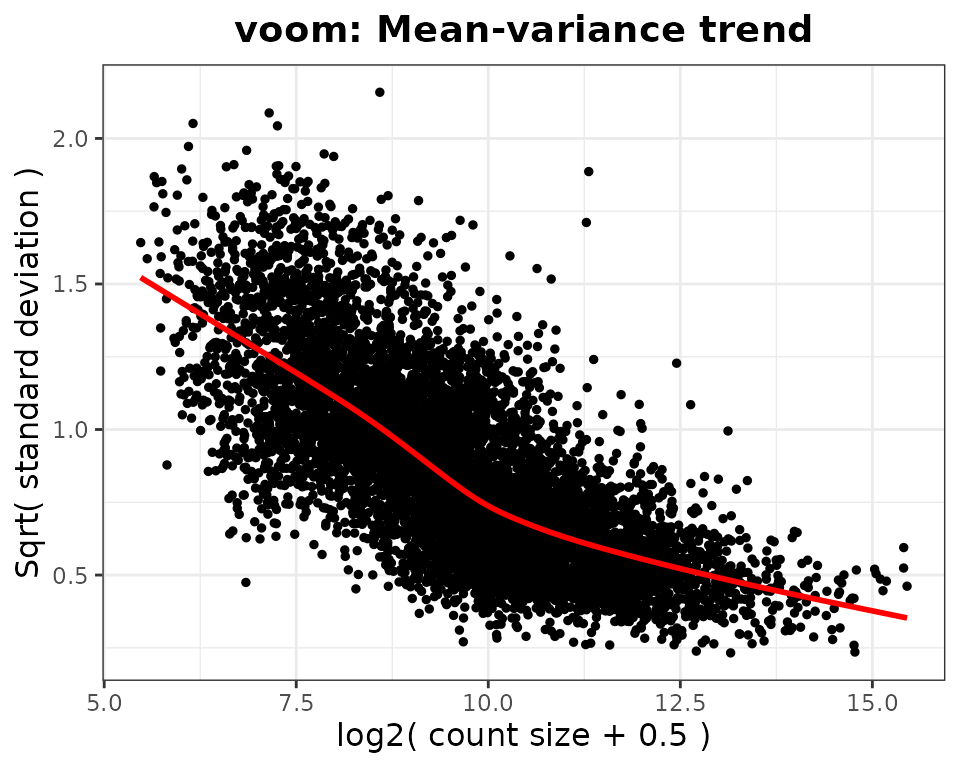 voom: Mean-variance trend
Sqrt( standard deviation )
2.0
1.5
1.0
0.5
5.0 7.5 10.0 12.5 15.0
log2( count size + 0.5 )